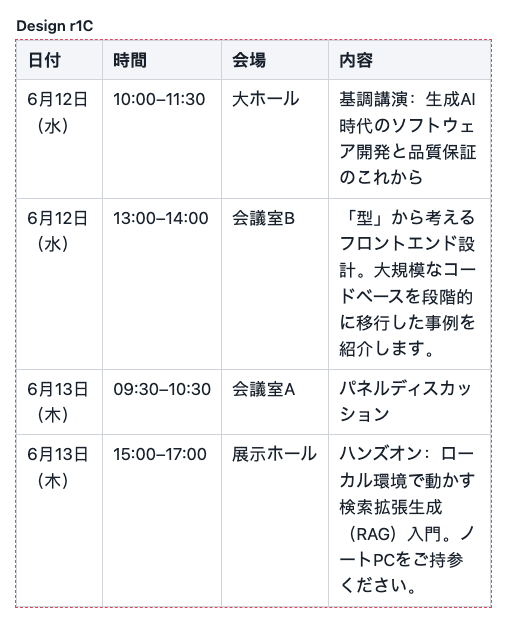 Design r1C
日付 時間 会場 内容
6月12日 10:00–11:30 大ホール 基調講演：生成AI
（水） 時代のソフトウェ
ア開発と品質保証
のこれから
6月12日 13:00–14:00 会議室B 「型」から考える
（水） フロントエンド設
計。大規模なコー
ドベースを段階的
に移行した事例を
紹介します。
6月13日 09:30–10:30 会議室A パネルディスカッ
（木） ション
6月13日 15:00–17:00 展示ホール ハンズオン：ロー
（木） カル環境で動かす
検索拡張生成
（RAG）入門。ノ
ートPCをご持参
ください。